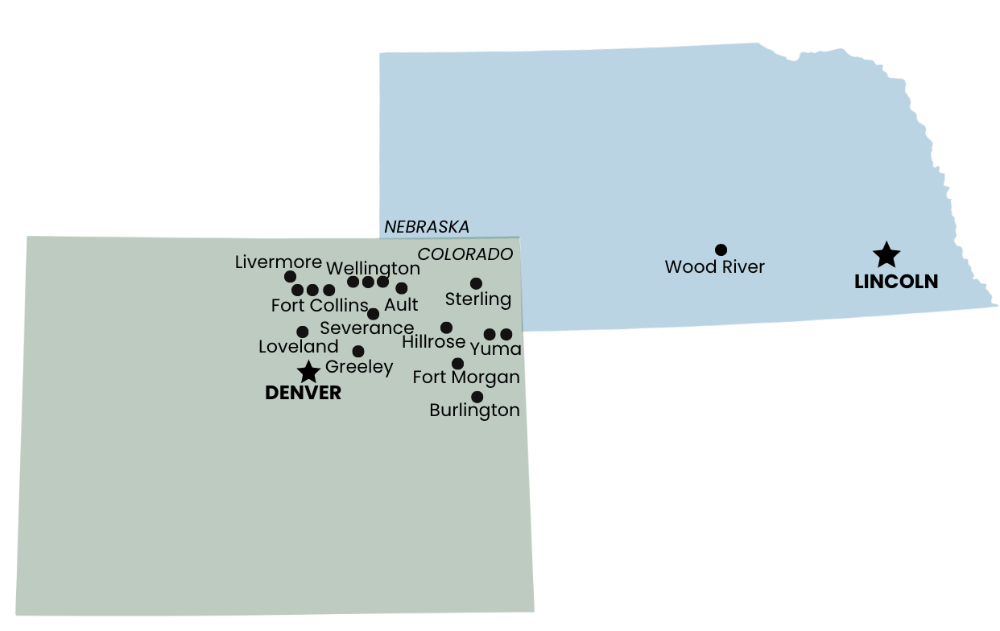 NEBRASKA
COLORADO
Livermore
Wellington
Wood River
LINCOLN
Fort Collins
Ault
Sterling
Severance
Loveland
Hillrose
Yuma
Greeley
Fort Morgan
DENVER
Burlington